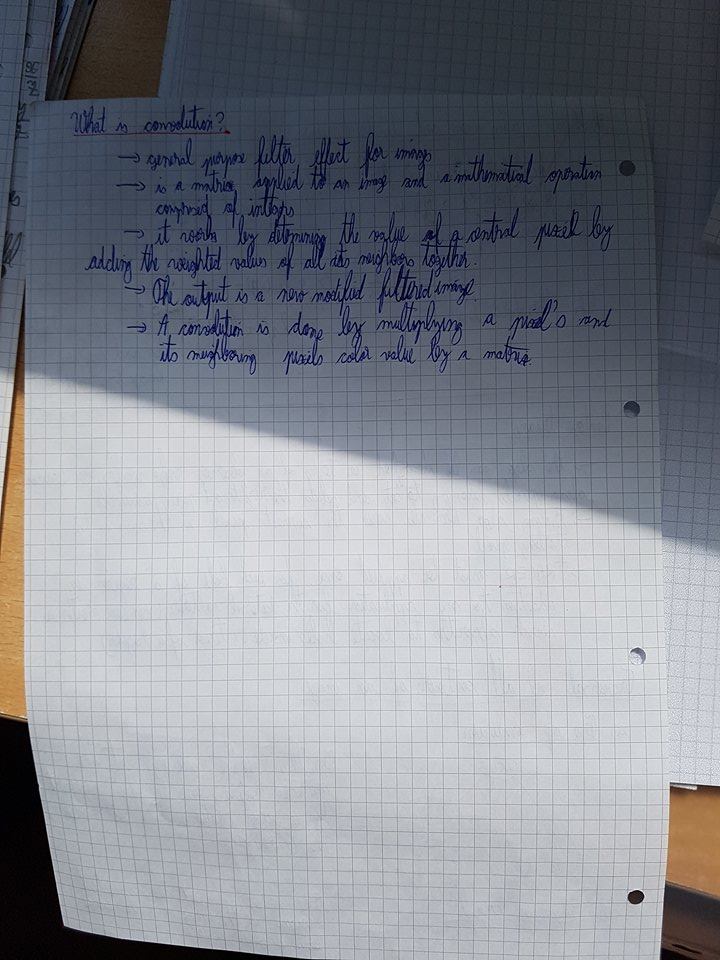 What is convolution?
→ general purpose filter effect for images
→ is a matrix applied to an image and a mathematical operation
comprised of integers
→ it works by determining the value of a central pixel by
adding the weighted values of all its neighbors together.
→ The output is a new modified filtered image.
→ A convolution is done by multiplying a pixel's and
its neighboring pixels color value by a matrix.